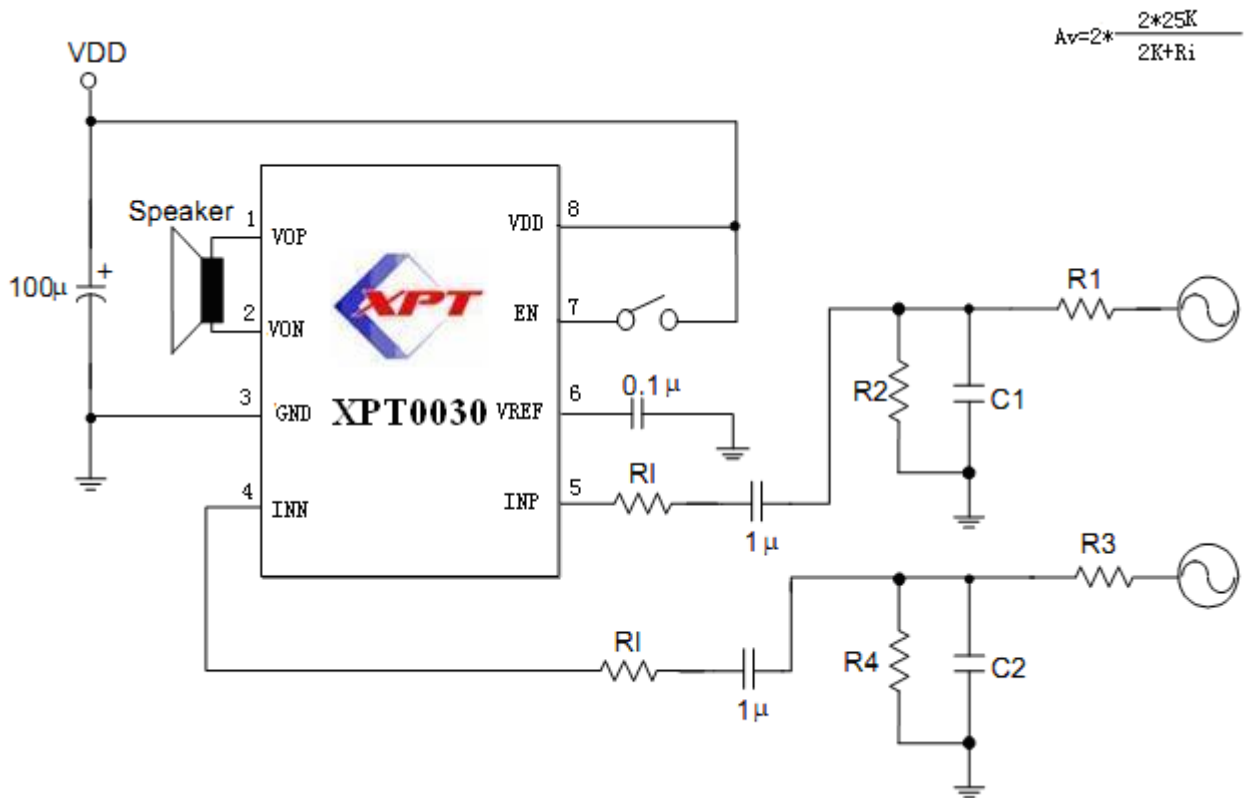 Av=2* 2*25K
2K+Ri
VDD
Speaker
1
VOP
VDD
8
100μ
+
XPT
R1
2
VON
EN
7
R2
C1
0.1μ
3
GND
XPT0030
VREF
6
RI
4
INN
INP
5
1μ
R3
RI
R4
C2
1μ